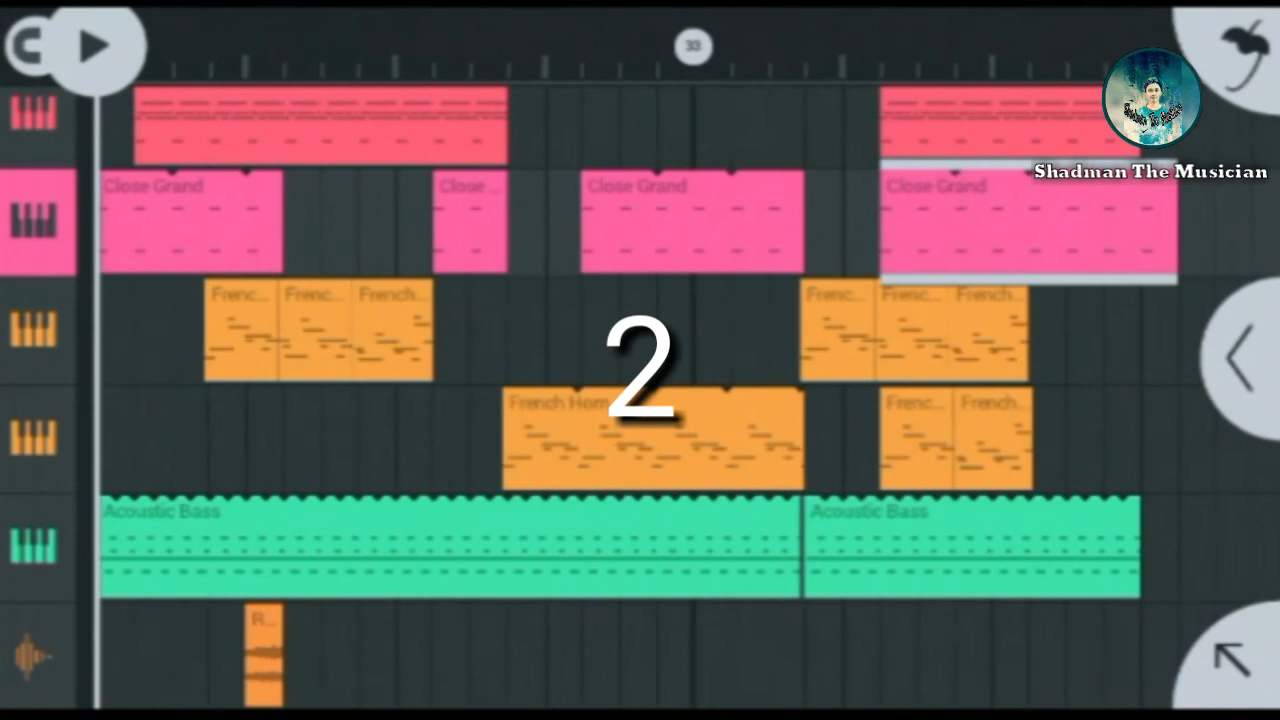 33
Shadman The Musician
Close Grand
Close ...
Close Grand
Close Grand
Frenc...
Frenc...
French...
Frenc...
Frenc...
French...
2
French Horn
Frenc...
French...
Acoustic Bass
Acoustic Bass
R...